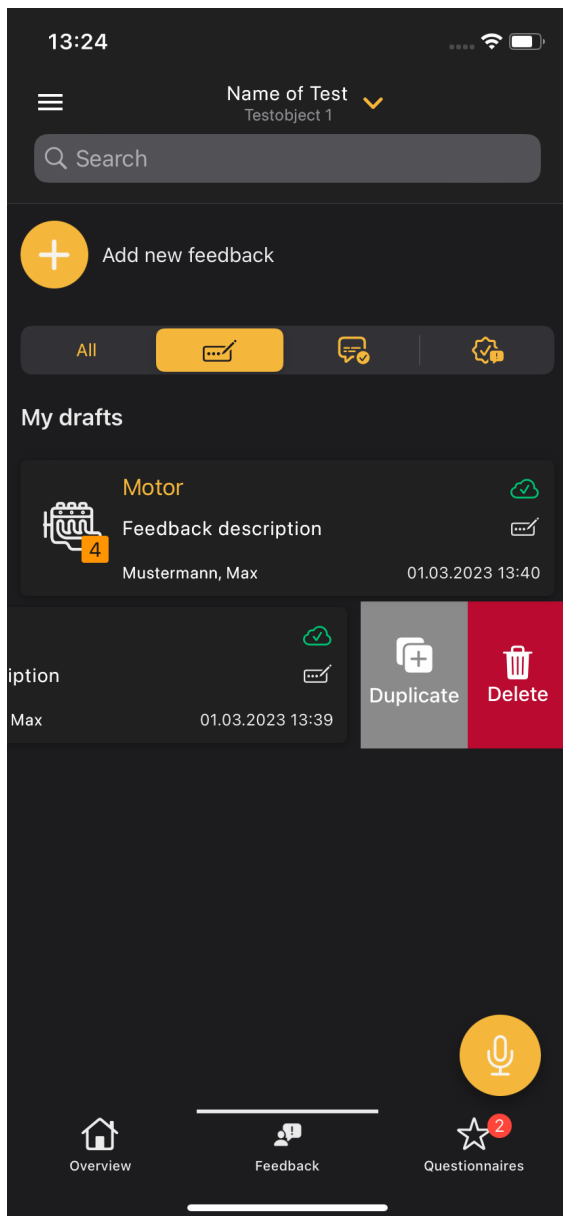 13:24
Name of Test
Testobject 1
Search
Add new feedback
All
My drafts
Motor
Feedback description
4
Mustermann, Max
01.03.2023 13:40
iption
Max
01.03.2023 13:39
Duplicate
Delete
2
Overview
Feedback
Questionnaires